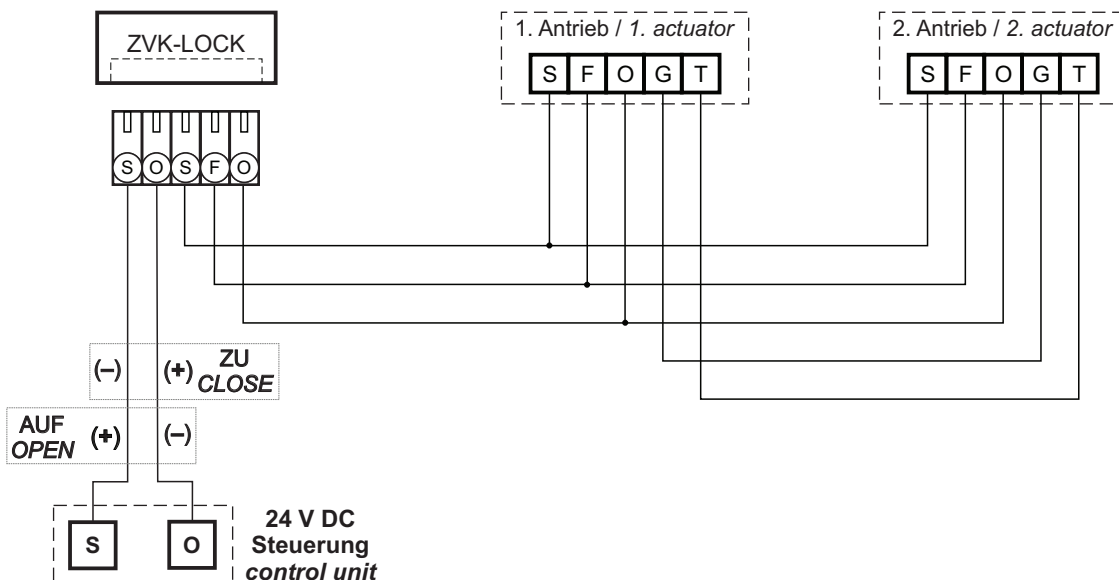 ZVK-LOCK
1. Antrieb / 1. actuator
S F O G T
2. Antrieb / 2. actuator
S F O G T
S O S F O
(–) (+) ZU
CLOSE
AUF
OPEN (+) (–)
S O
24 V DC
Steuerung
control unit